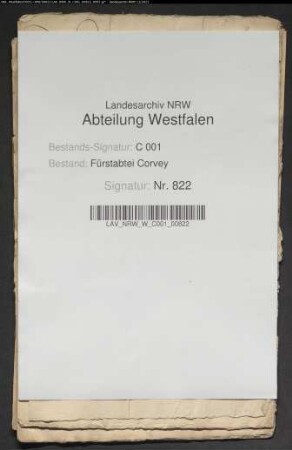 Landesarchiv NRW
Abteilung Westfalen
Bestands-Signatur: C 001
Bestand: Fürstabtei Corvey
Signatur: Nr. 822
LAV_NRW_W_C001_00822